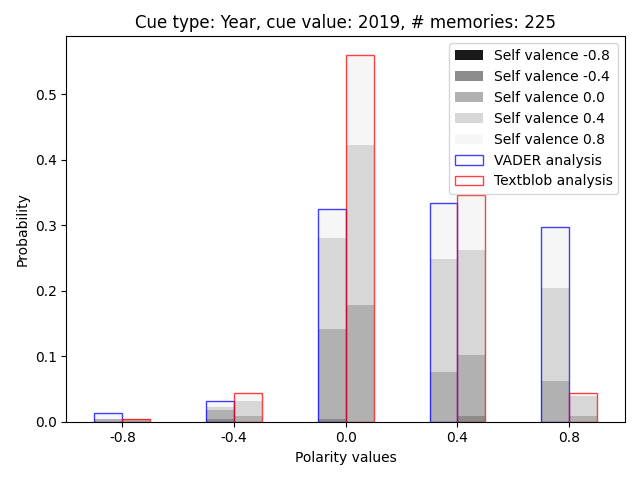 Cue type: Year, cue value: 2019, # memories: 225
Self valence -0.8
Self valence -0.4
Self valence 0.0
Self valence 0.4
Self valence 0.8
VADER analysis
Textblob analysis
Probability
0.5
0.4
0.3
0.2
0.1
0.0
-0.8 -0.4 0.0 0.4 0.8
Polarity values